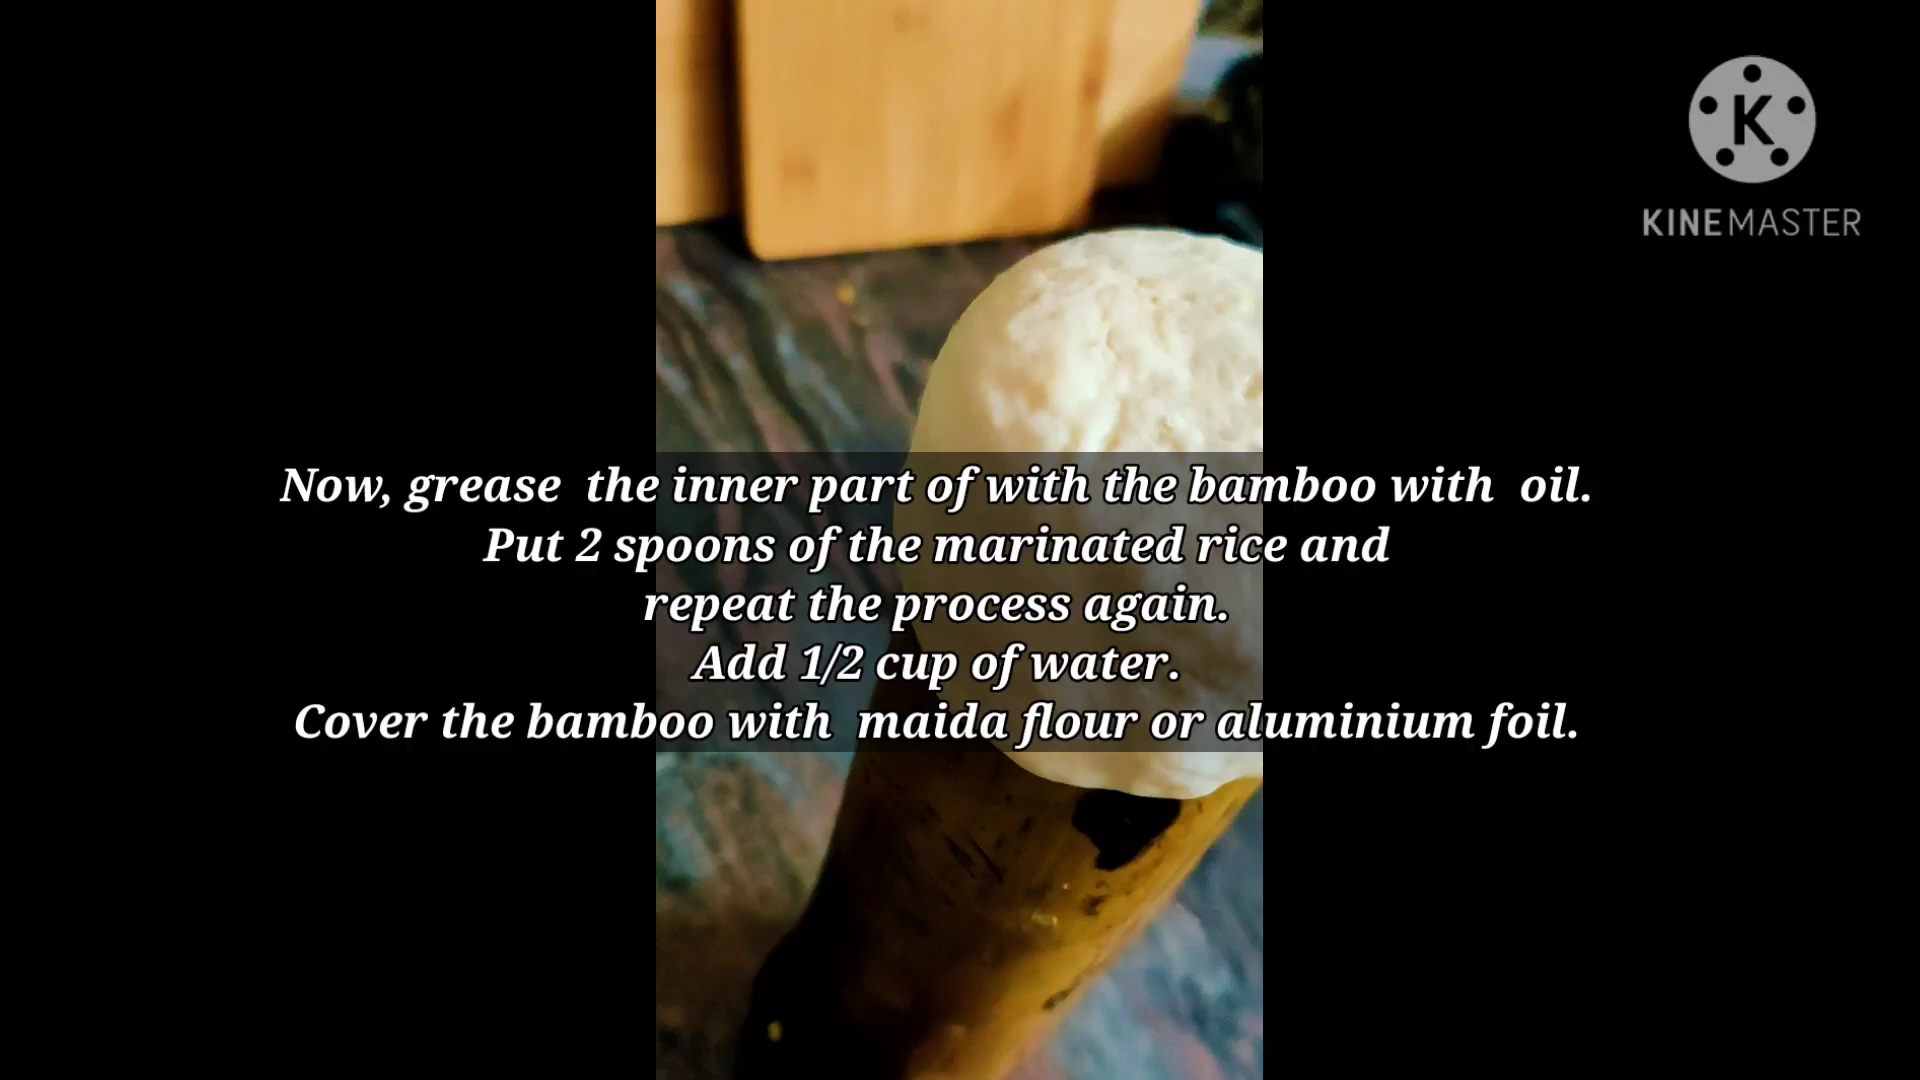 K
KINEMASTER
Now, grease the inner part of with the bamboo with oil.
Put 2 spoons of the marinated rice and
repeat the process again.
Add 1/2 cup of water.
Cover the bamboo with maida flour or aluminium foil.